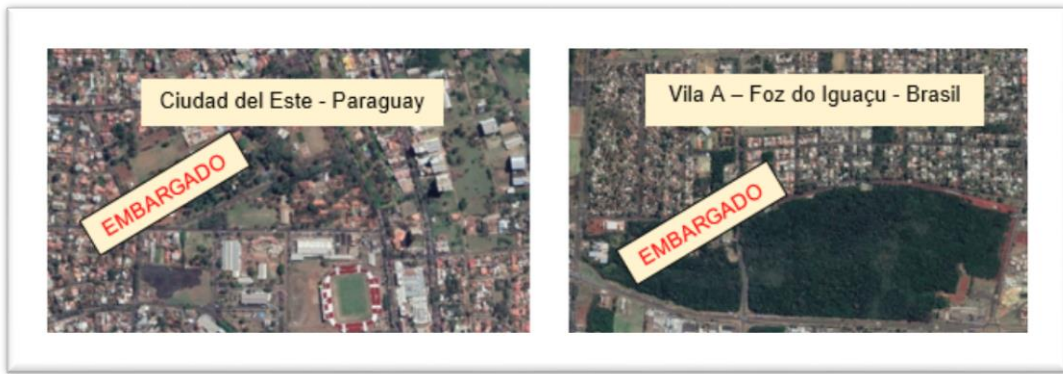 Ciudad del Este - Paraguay
EMBARGADO
Vila A – Foz do Iguaçu - Brasil
EMBARGADO